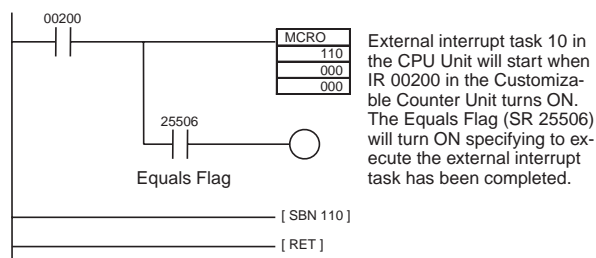 00200
MCRO
110
000
000
25506
Equals Flag
[ SBN 110 ]
[ RET ]
External interrupt task 10 in
the CPU Unit will start when
IR 00200 in the Customiza-
ble Counter Unit turns ON.
The Equals Flag (SR 25506)
will turn ON specifying to ex-
ecute the external interrupt
task has been completed.